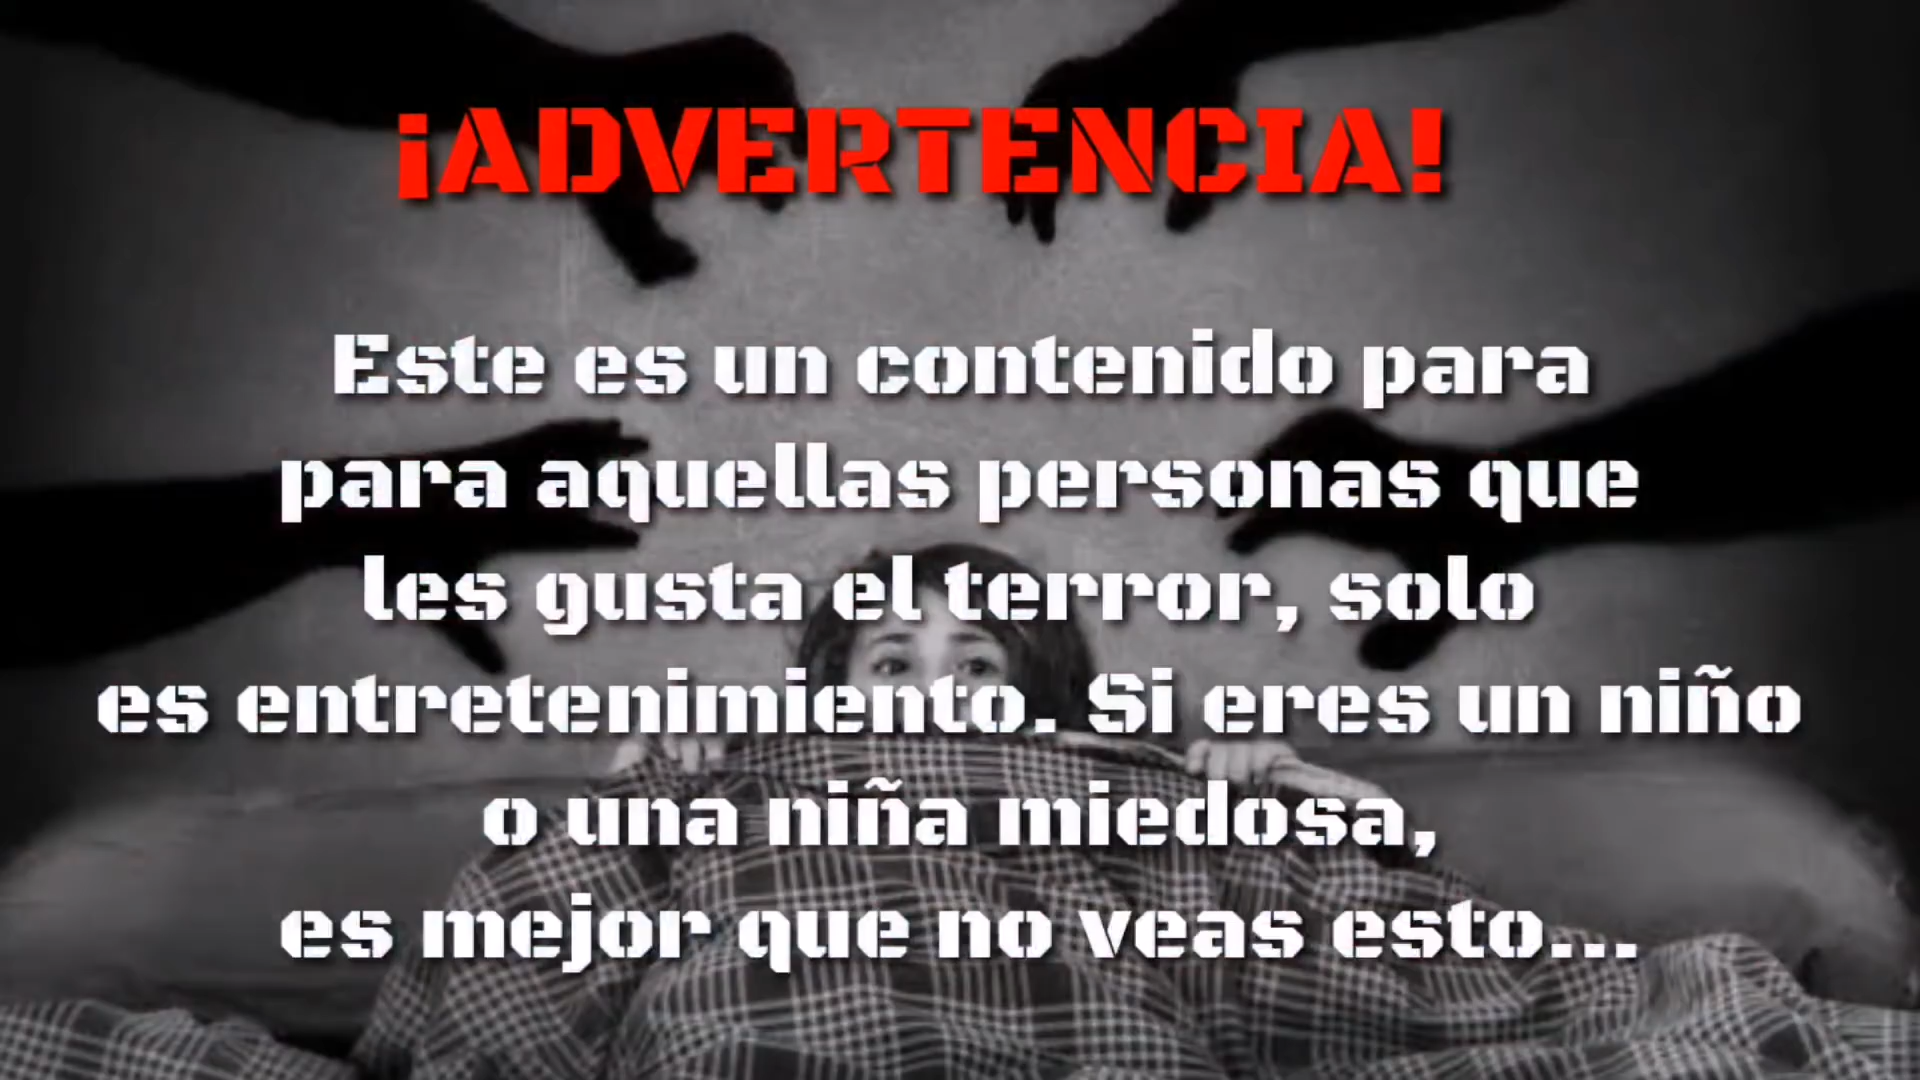 ¡ADVERTENCIA!
Este es un contenido para
para aquellas personas que
les gusta el terror, solo
es entretenimiento. Si eres un niño
o una niña miedosa,
es mejor que no veas esto...